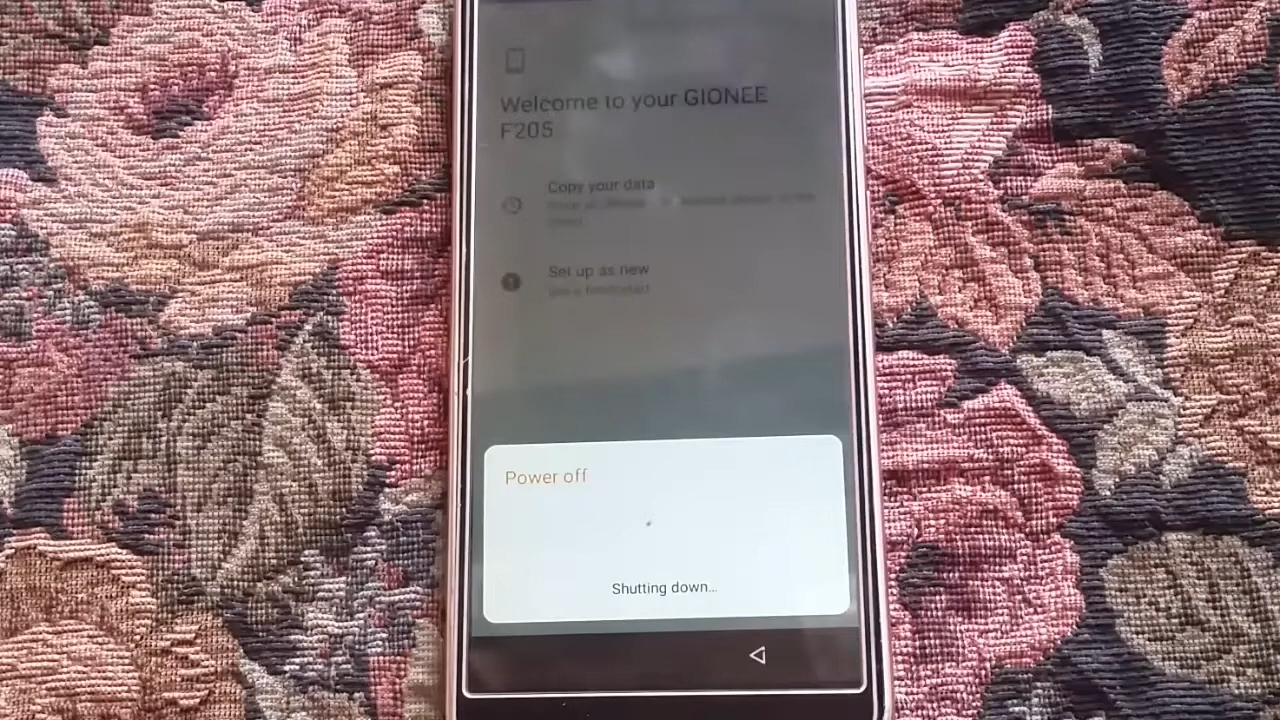 Welcome to your GIONEE
F205
Copy your data
Set up as new
Power off
Shutting down...